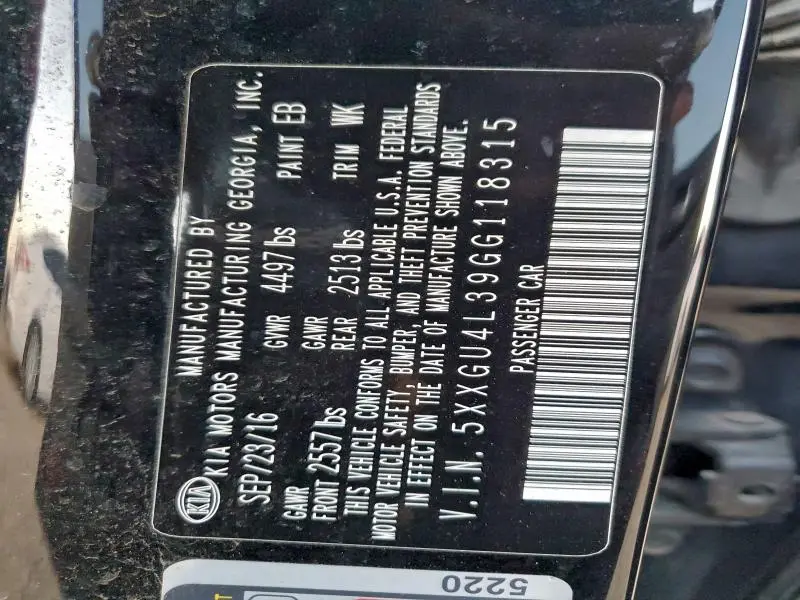 MANUFACTURED BY
KIA KIA MOTORS MANUFACTURING GEORGIA, INC.
SEP/23/16 GVWR 4497lbs PAINT EB
GAWR FRONT 2557lbs GAWR REAR 2513lbs TRIM WK
THIS VEHICLE CONFORMS TO ALL APPLICABLE U.S.A. FEDERAL
MOTOR VEHICLE SAFETY, BUMPER, AND THEFT PREVENTION STANDARDS
IN EFFECT ON THE DATE OF MANUFACTURE SHOWN ABOVE.
V.I.N. 5XXGU4L39GG118315
PASSENGER CAR
5220